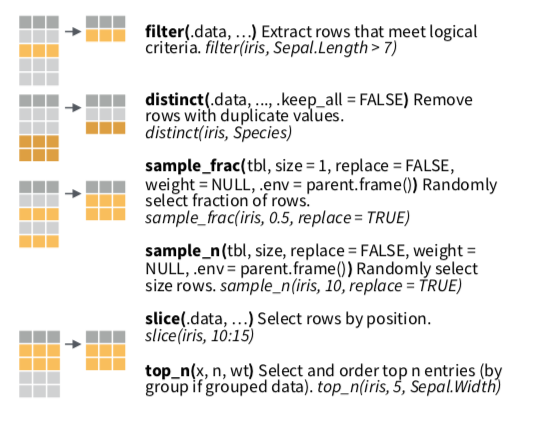 filter(.data, …) Extract rows that meet logical
criteria. filter(iris, Sepal.Length > 7)
distinct(.data, ..., .keep_all = FALSE) Remove
rows with duplicate values.
distinct(iris, Species)
sample_frac(tbl, size = 1, replace = FALSE,
weight = NULL, .env = parent.frame()) Randomly
select fraction of rows.
sample_frac(iris, 0.5, replace = TRUE)
sample_n(tbl, size, replace = FALSE, weight =
NULL, .env = parent.frame()) Randomly select
size rows. sample_n(iris, 10, replace = TRUE)
slice(.data, …) Select rows by position.
slice(iris, 10:15)
top_n(x, n, wt) Select and order top n entries (by
group if grouped data). top_n(iris, 5, Sepal.Width)